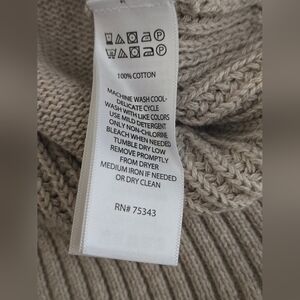 100% COTTON
MACHINE WASH COOL-
DELICATE CYCLE
WASH WITH LIKE COLORS
USE MILD DETERGENT
ONLY NON-CHLORINE
BLEACH WHEN NEEDED
TUMBLE DRY LOW
REMOVE PROMPTLY
FROM DRYER
MEDIUM IRON IF NEEDED
OR DRY CLEAN
RN# 75343